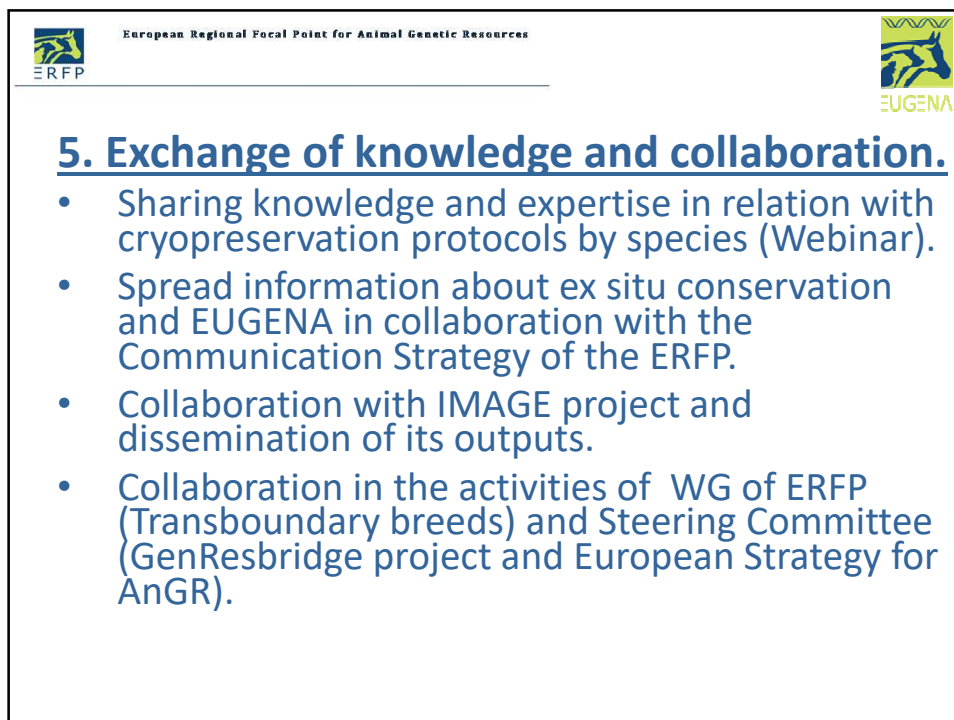 European Regional Focal Point for Animal Genetic Resources
ERFP
EUGENA
5. Exchange of knowledge and collaboration.
• Sharing knowledge and expertise in relation with
cryopreservation protocols by species (Webinar).
• Spread information about ex situ conservation
and EUGENA in collaboration with the
Communication Strategy of the ERFP.
• Collaboration with IMAGE project and
dissemination of its outputs.
• Collaboration in the activities of  WG of ERFP
(Transboundary breeds) and Steering Committee
(GenResbridge project and European Strategy for
AnGR).